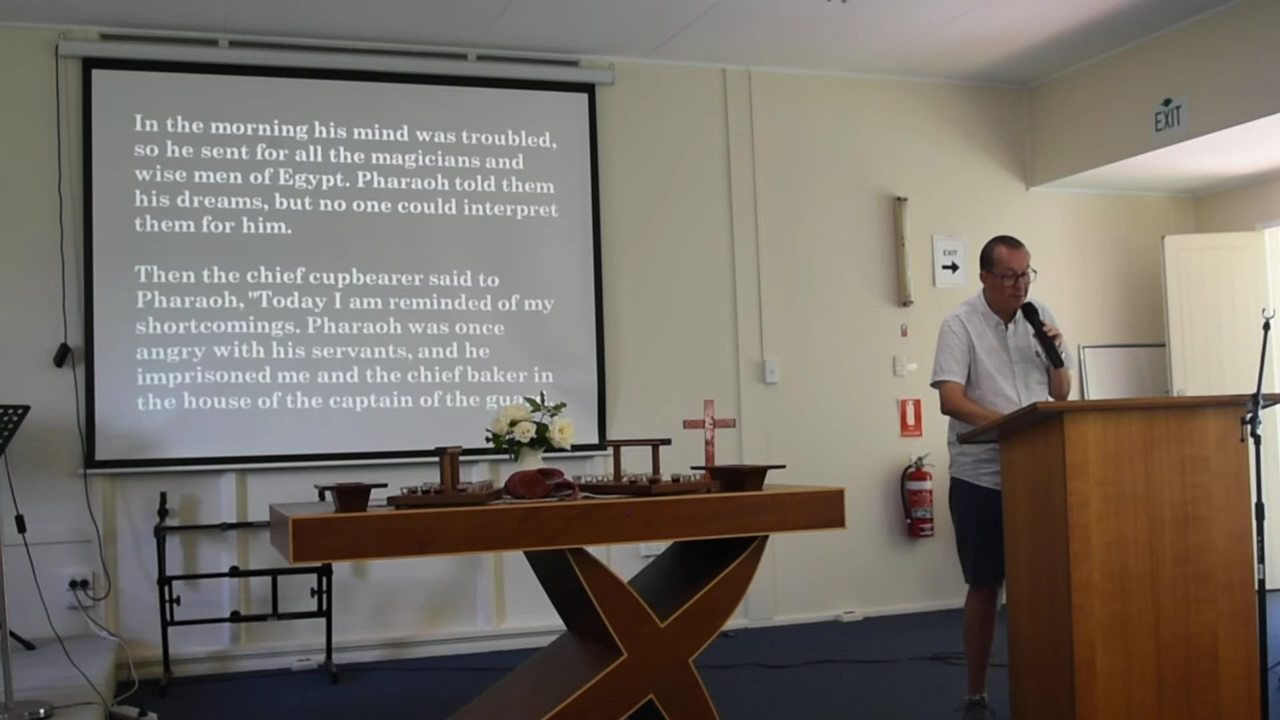 In the morning his mind was troubled,
so he sent for all the magicians and
wise men of Egypt. Pharaoh told them
his dreams, but no one could interpret
them for him.
Then the chief cupbearer said to
Pharaoh, "Today I am reminded of my
shortcomings. Pharaoh was once
angry with his servants, and he
imprisoned me and the chief baker in
the house of the captain of the
EXIT
EXIT